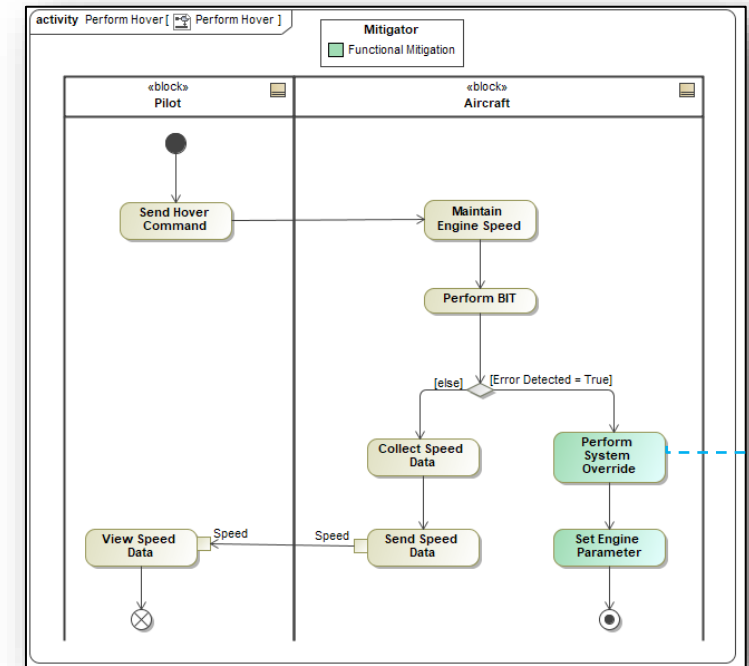 activity Perform Hover [ Perform Hover ]
Mitigator
Functional Mitigation
«block»
Pilot
«block»
Aircraft
Send Hover
Command
Maintain
Engine Speed
Perform BIT
[else]
[Error Detected = True]
Collect Speed
Data
Perform
System
Override
View Speed
Data
Speed
Speed
Send Speed
Data
Set Engine
Parameter